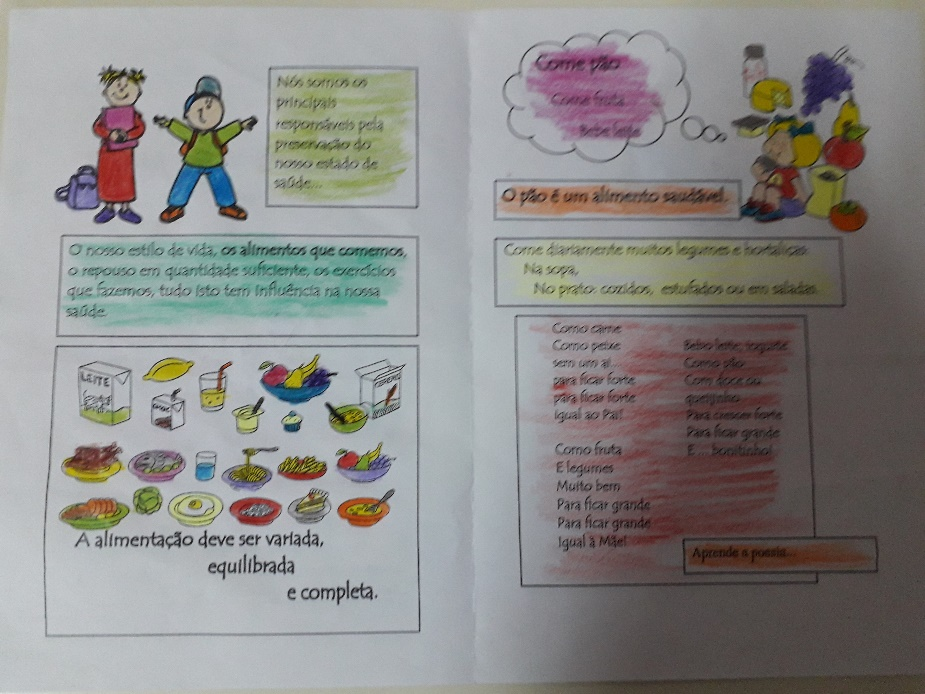 Nós somos os
principais
responsáveis pela
preservação do
nosso estado de
saúde...
O nosso estilo de vida, os alimentos que comemos,
o repouso em quantidade suficiente, os exercícios
que fazemos, tudo isto tem influência na nossa
saúde.
LEITE
A alimentação deve ser variada,
equilibrada
e completa.
Come pão
Come fruta
Bebe leite
O pão é um alimento saudável.
Come diariamente muitos legumes e hortaliças:
Na sopa,
No prato: cozidos, estufados ou em saladas.
Como carne
Como peixe
sem um ai
para ficar forte
para ficar forte
Igual ao Pai!
Como fruta
E legumes
Muito bem
Para ficar grande
Para ficar grande
Igual à Mãe!
Bebo leite, iogurte
Como pão
Com doce ou
queijinho
Para crescer forte
Para ficar grande
E... bonitinho!
Aprende a poesia...